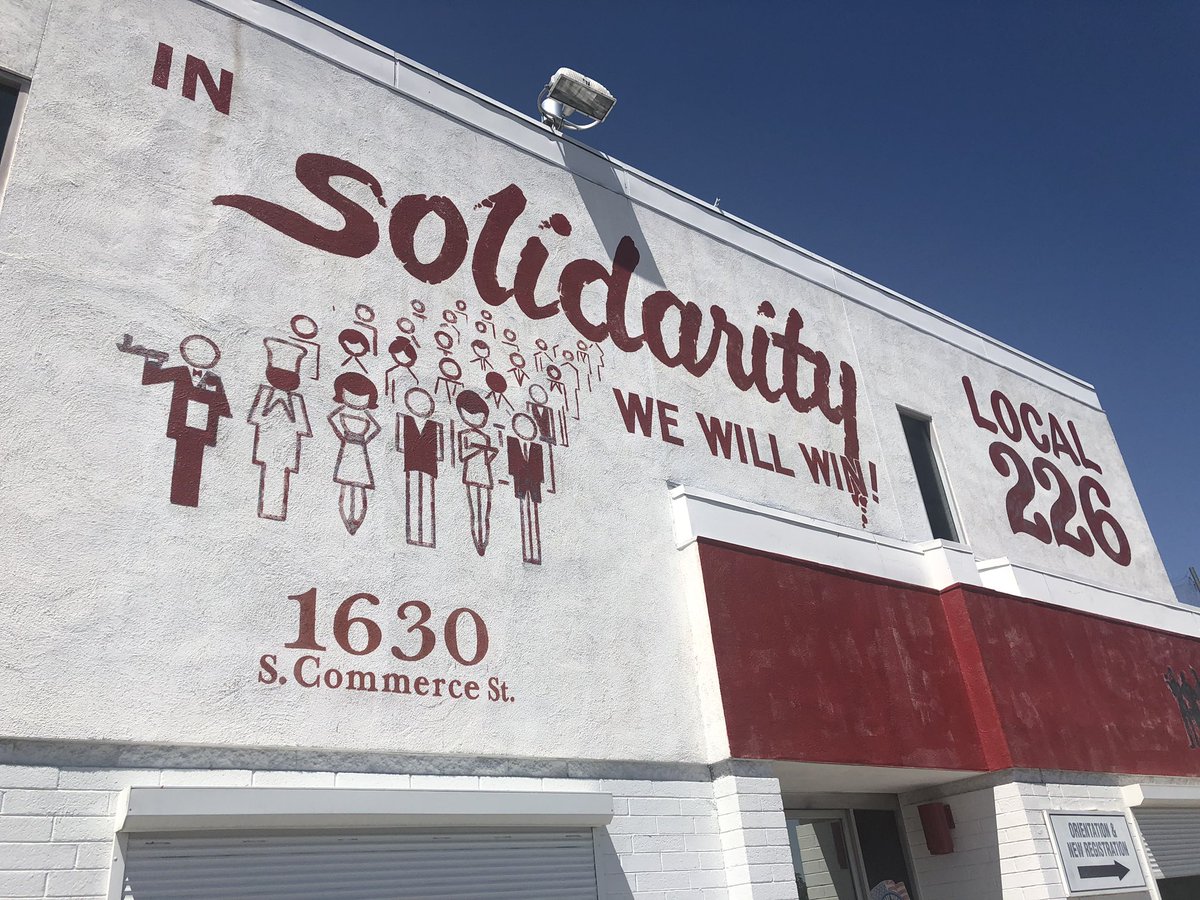 IN
Solidarity
WE WILL WIN!
LOCAL
226
1630
S. Commerce St.
ORIENTATION &
NEW REGISTRATION